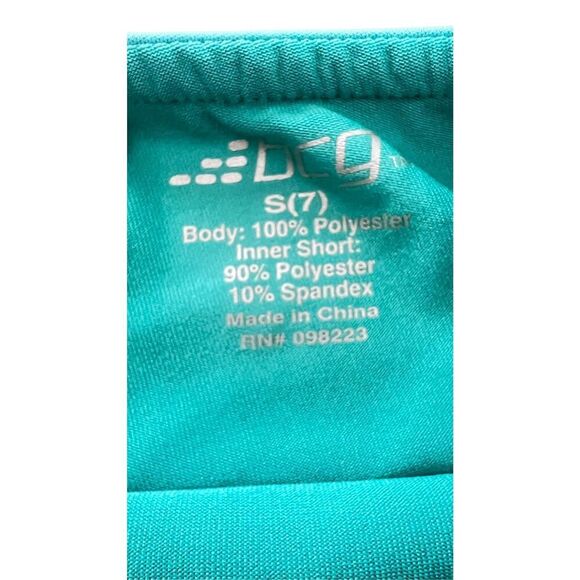 bcg
S(7)
Body: 100% Polyester
Inner Short:
90% Polyester
10% Spandex
Made in China
RN# 098223